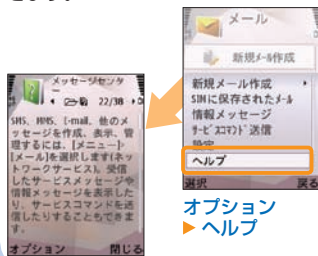 メール
新規メール作成
新規メール作成
SIMに保存されたメール
情報メッセージ
サービスコマンド送信
設定
ヘルプ
選択 戻る
メッセージセンター
22/38
SMS、MMS、E-mail、他のメ
ッセージを作成、表示、管
理するには、[メニュー]-
[メール]を選択します(ネッ
トワークサービス)。受信
したサービスメッセージや
情報メッセージを表示した
り、サービスコマンドを送
信したりすることもできま
す。
オプション 閉じる
オプション
▶ ヘルプ